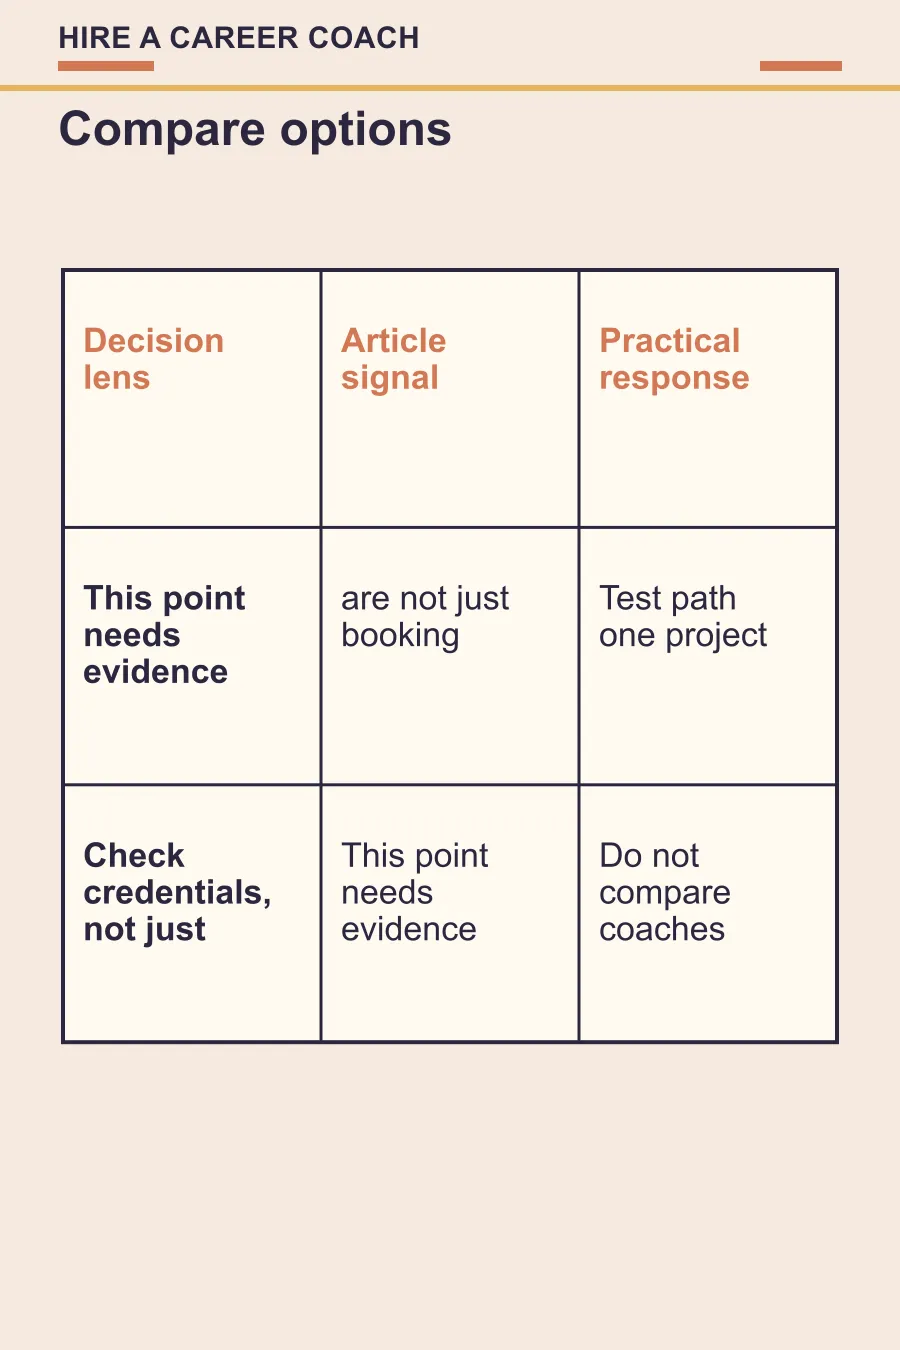 HIRE A CAREER COACH
Compare options
Decision
lens
Article
signal
Practical
response
This point
needs
evidence
are not just
booking
Test path
one project
Check
credentials,
not just
This point
needs
evidence
Do not
compare
coaches